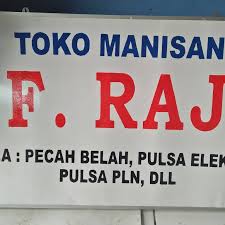 TOKO MANISAN
F. RAJ
A : PECAH BELAH, PULSA ELEK
PULSA PLN, DLL